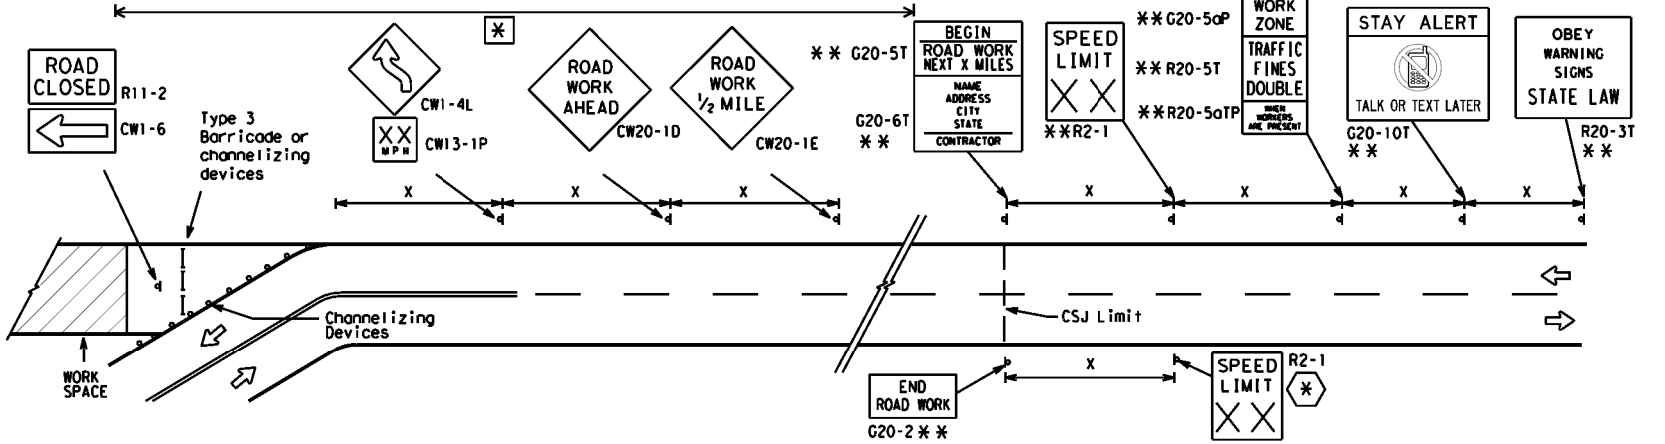 ROAD
CLOSED
R11-2
CW1-6
Type 3
Barricade or
channelizing
devices
CW1-4L
XX
MPH
CW13-1P
*
ROAD
WORK
AHEAD
CW20-1D
ROAD
WORK
1/2 MILE
CW20-1E
** G20-5T
BEGIN
ROAD WORK
NEXT X MILES
NAME
ADDRESS
CITY
STATE
CONTRACTOR
G20-6T
**
SPEED
LIMIT
XX
**R2-1
**G20-5aP
WORK
ZONE
**R20-5T
TRAFFIC
FINES
DOUBLE
**R20-5aTP
WHEN
WORKERS
ARE PRESENT
STAY ALERT
TALK OR TEXT LATER
G20-10T
**
OBEY
WARNING
SIGNS
STATE LAW
R20-3T
**
X
X
X
X
X
X
X
Channelizing
Devices
CSJ Limit
WORK
SPACE
END
ROAD WORK
G20-2 **
X
SPEED
LIMIT
XX
R2-1
*